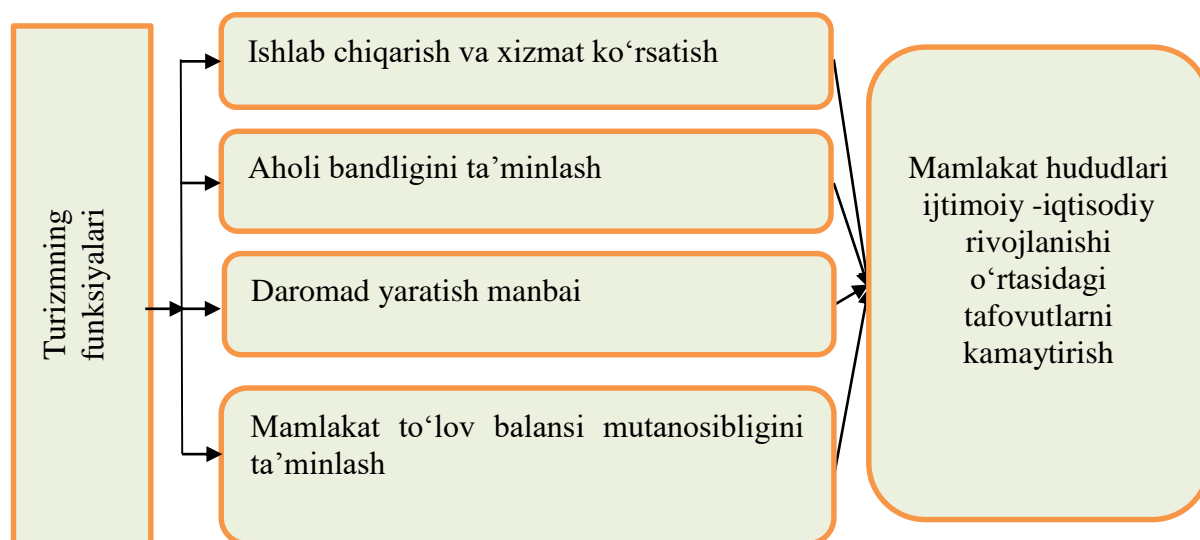 Turizmning
funksiyalari
Ishlab chiqarish va xizmat ko‘rsatish
Aholi bandligini ta’minlash
Daromad yaratish manbai
Mamlakat to‘lov balansi mutanosibligini
ta’minlash
Mamlakat hududlari
ijtimoiy -iqtisodiy
rivojlanishi
o‘rtasidagi
tafovutlarni
kamaytirish